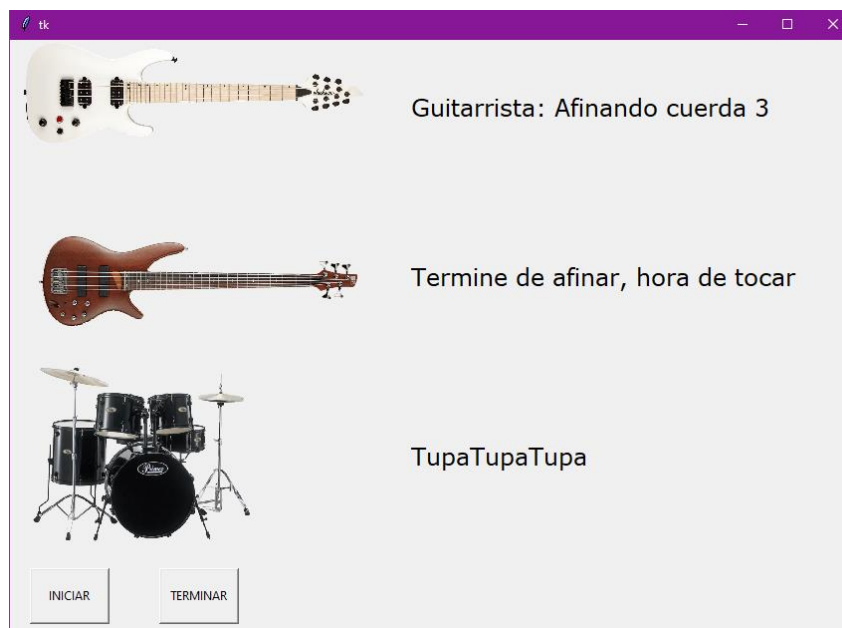 tk
Guitarrista: Afinando cuerda 3
Termine de afinar, hora de tocar
TupaTupaTupa
INICIAR
TERMINAR